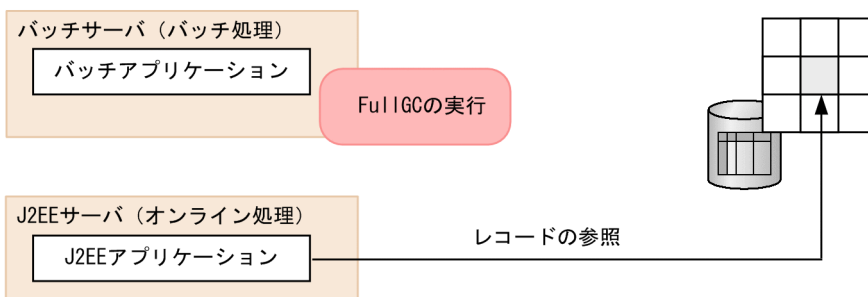 バッチサーバ（バッチ処理）
バッチアプリケーション
FullGCの実行
J2EEサーバ（オンライン処理）
J2EEアプリケーション
レコードの参照